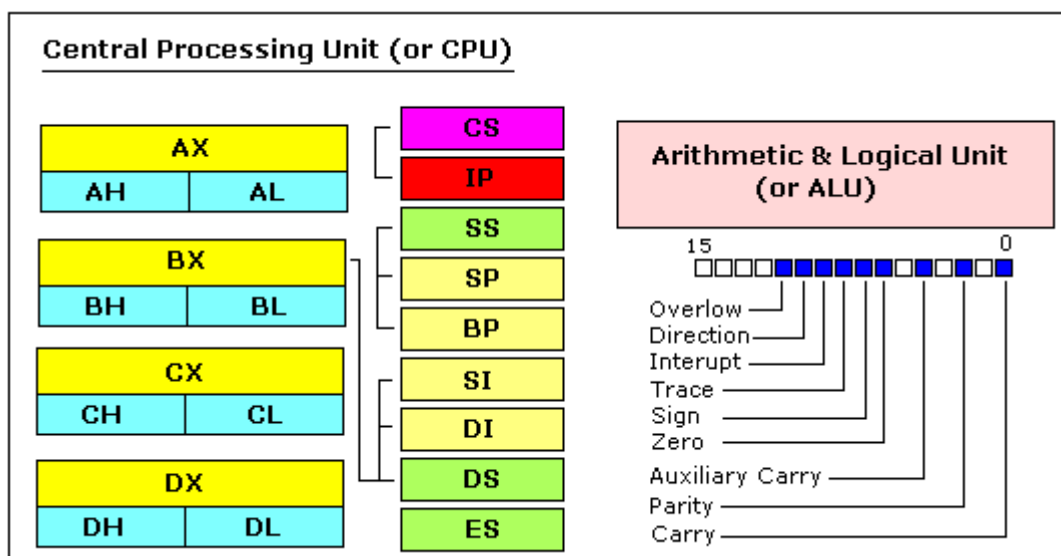 Central Processing Unit (or CPU)
AX
AH AL
BX
BH BL
CX
CH CL
DX
DH DL
CS
IP
SS
SP
BP
SI
DI
DS
ES
Arithmetic & Logical Unit
(or ALU)
15 0
Overlow
Direction
Interupt
Trace
Sign
Zero
Auxiliary Carry
Parity
Carry